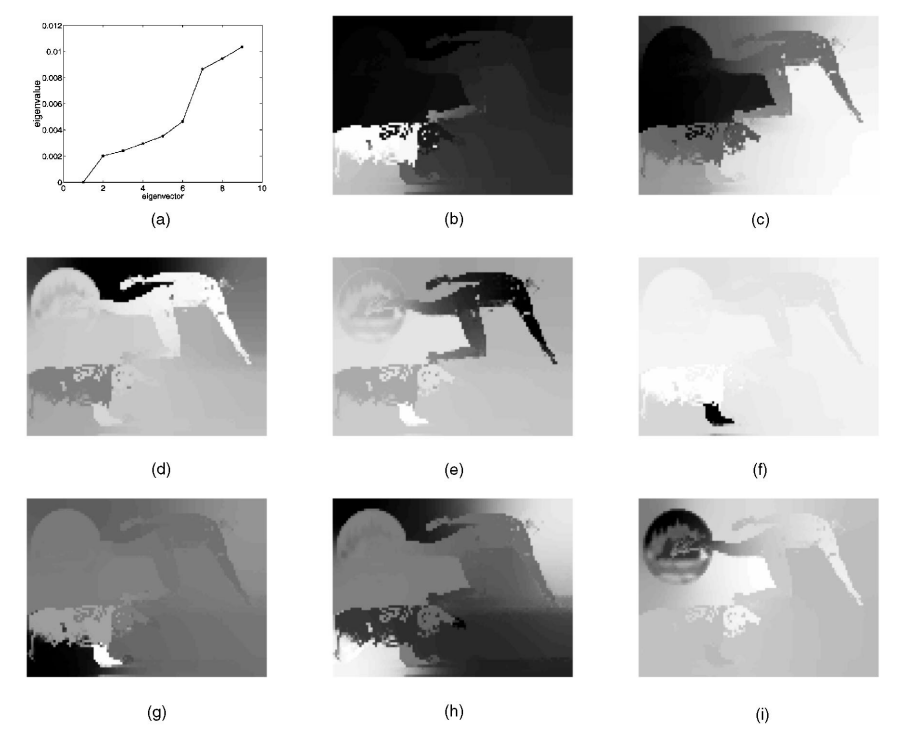 0.012
0.01
0.008
0.006
0.004
0.002
0
0 2 4 6 8 10
eigenvalue
eigenvector
(a)
(b)
(c)
(d)
(e)
(f)
(g)
(h)
(i)